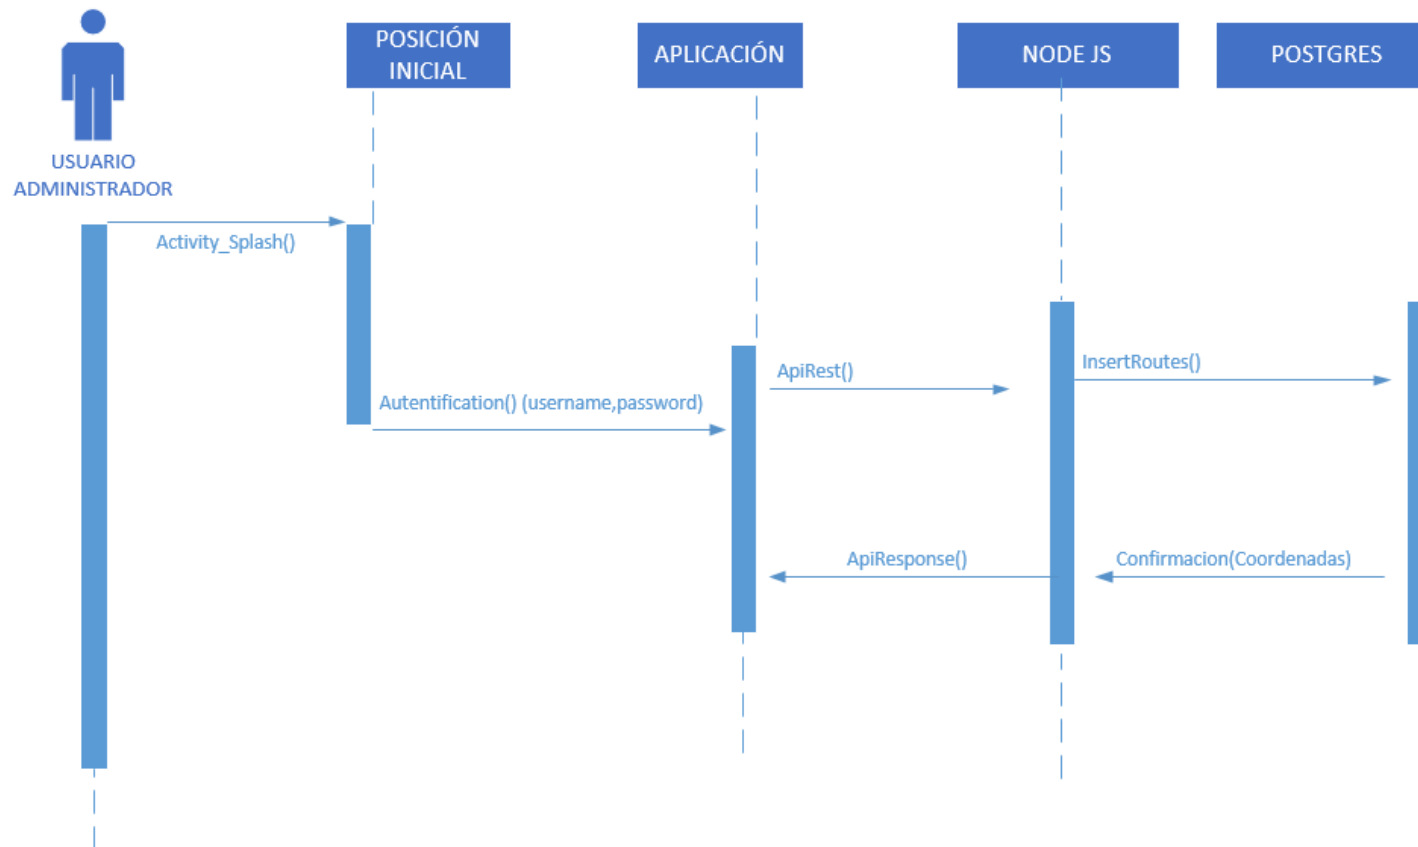 POSICIÓN
INICIAL
APLICACIÓN
NODE JS
POSTGRES
USUARIO
ADMINISTRADOR
Activity_Splash()
ApiRest()
InsertRoutes()
Autentification() (username,password)
ApiResponse()
Confirmacion(Coordenadas)